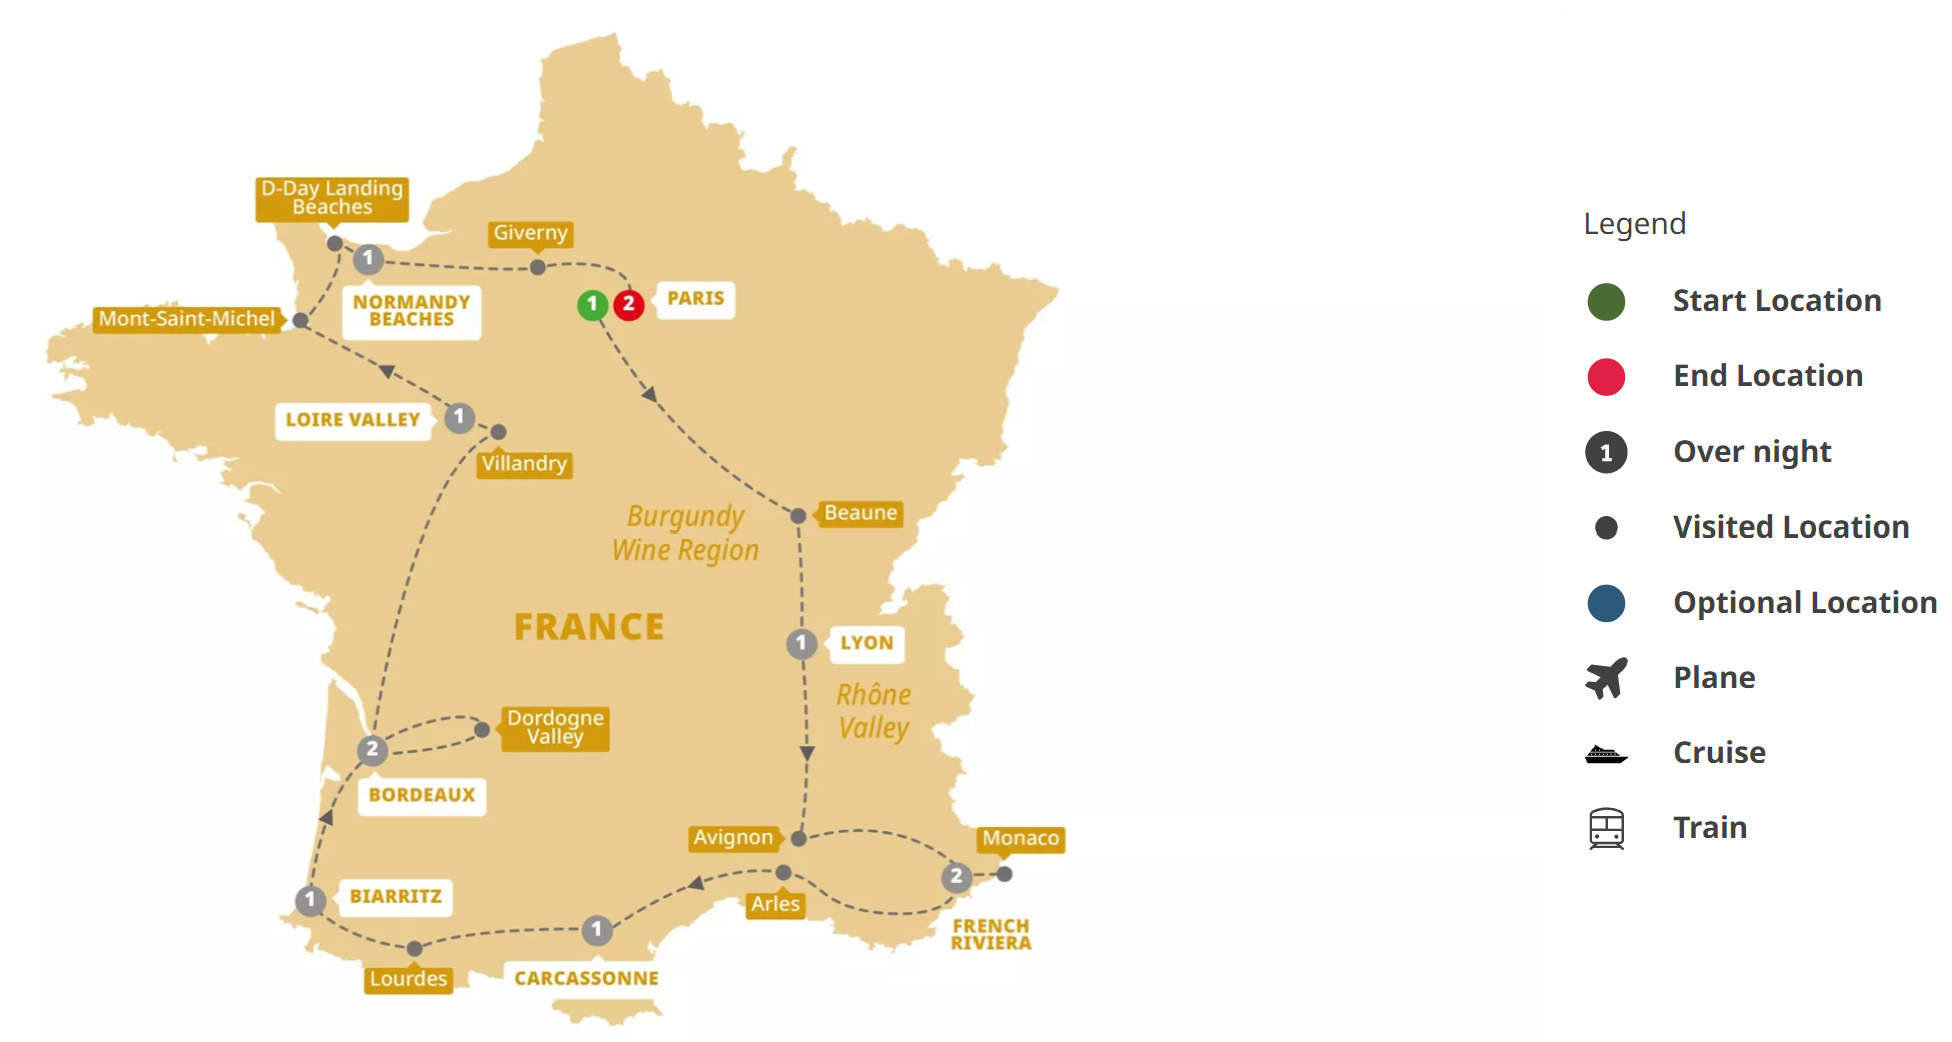 D-Day Landing
Beaches
Giverny
1
NORMANDY
BEACHES
1
2
PARIS
Mont-Saint-Michel
LOIRE VALLEY
1
Villandry
Burgundy
Wine Region
Beaune
FRANCE
1
LYON
Rhône
Valley
Dordogne
Valley
2
BORDEAUX
Avignon
Monaco
2
Arles
FRENCH
RIVIERA
1
BIARRITZ
1
Lourdes
CARCASSONNE
Legend
Start Location
End Location
1
Over night
Visited Location
Optional Location
Plane
Cruise
Train